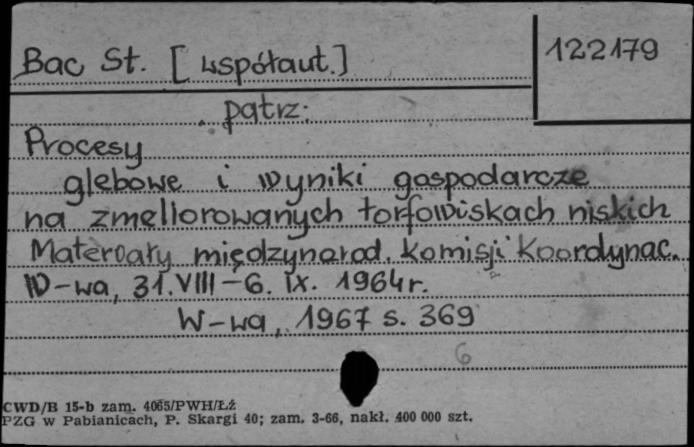 Bac St. [współaut.]
122179
patrz:
Procesy
glebowe i wyniki gospodarcze
na zmeliorowanych torfowiskach niskich
Materiały międzynarod. komisji Koordynac.
W-wa, 31.VIII-6. IX. 1964r.
W-wa, 1967 s. 369
6
CWD/B 15-b zam. 4065/PWH/Łź
PZG w Pabianicach, P. Skargi 40; zam. 3-66, nakł. 400 000 szt.